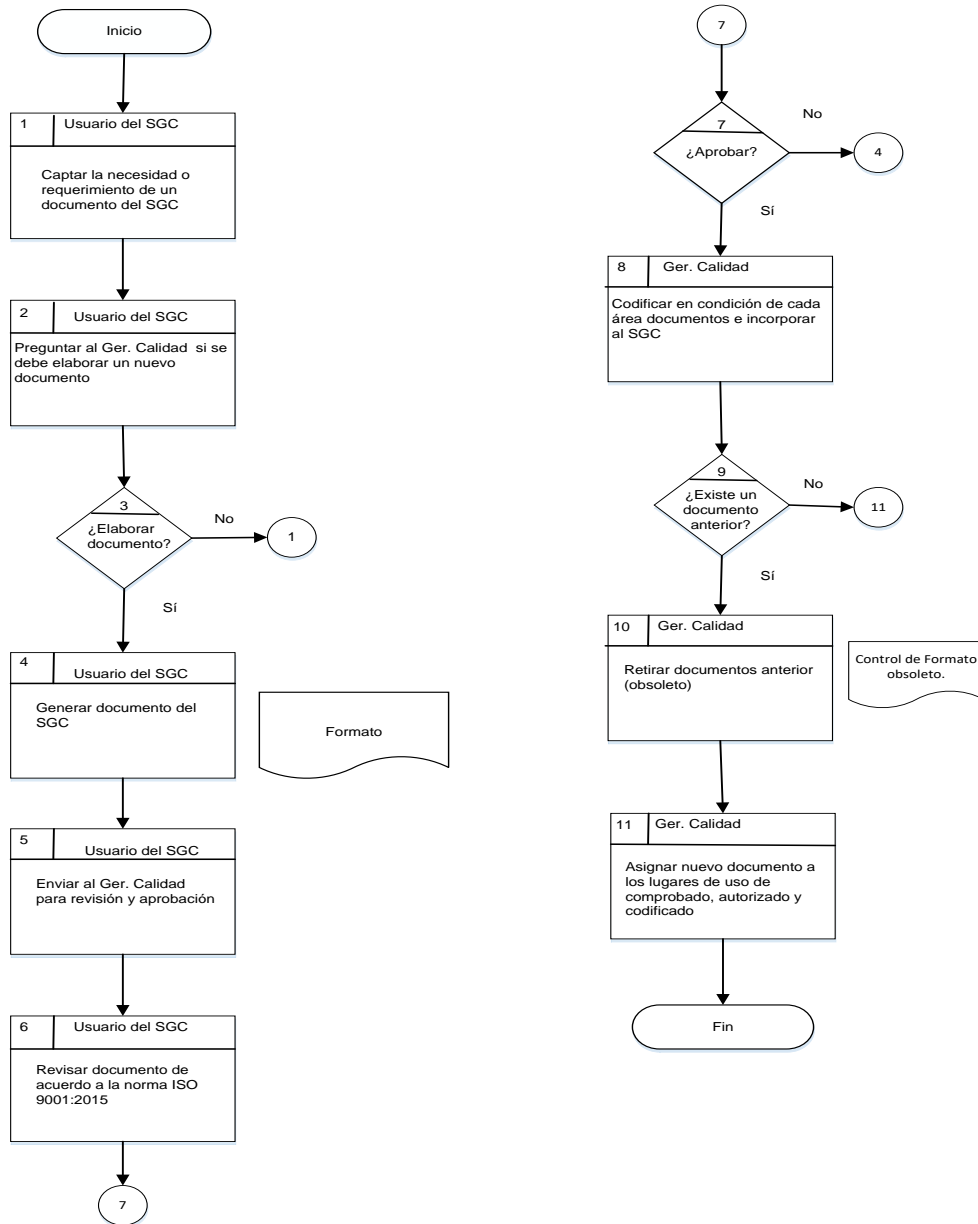 Inicio
1 Usuario del SGC
Captar la necesidad o
requerimiento de un
documento del SGC
2 Usuario del SGC
Preguntar al Ger. Calidad si se
debe elaborar un nuevo
documento
3
¿Elaborar
documento?
No
1
Sí
4 Usuario del SGC
Generar documento del
SGC
Formato
5 Usuario del SGC
Enviar al Ger. Calidad
para revisión y aprobación
6 Usuario del SGC
Revisar documento de
acuerdo a la norma ISO
9001:2015
7
7
7
¿Aprobar?
No
4
Sí
8 Ger. Calidad
Codificar en condición de cada
área documentos e incorporar
al SGC
9
¿Existe un
documento
anterior?
No
11
Sí
10 Ger. Calidad
Retirar documentos anterior
(obsoleto)
Control de Formato
obsoleto.
11 Ger. Calidad
Asignar nuevo documento a
los lugares de uso de
comprobado, autorizado y
codificado
Fin